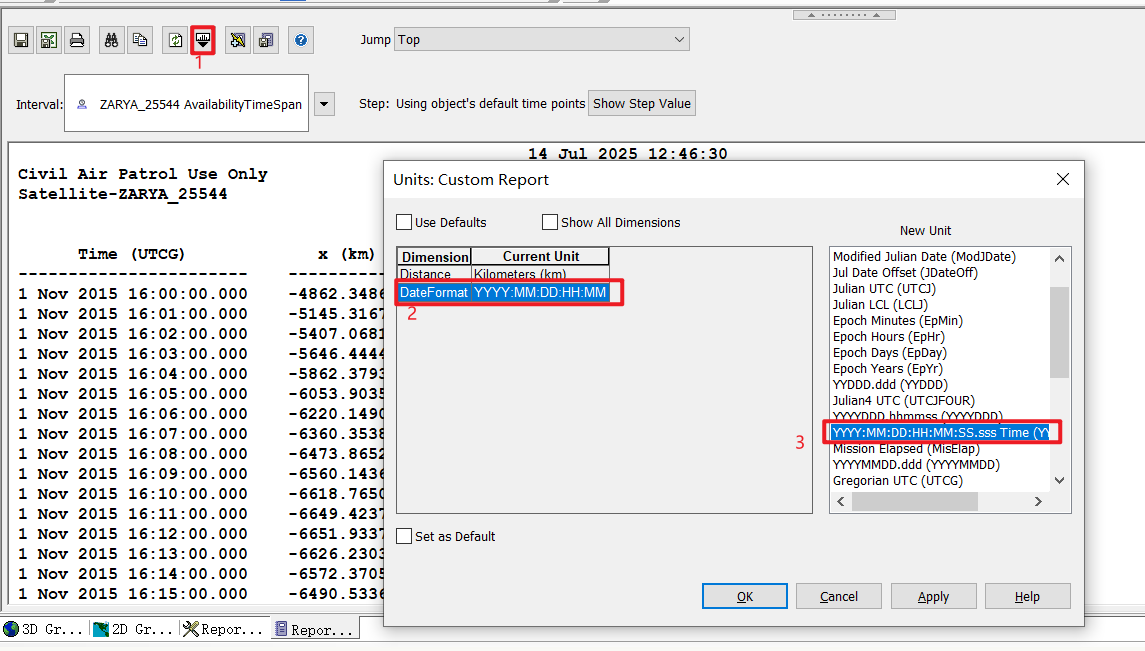 Jump Top
1
Interval: ZARYA_25544 AvailabilityTimeSpan Step: Using object's default time points Show Step Value
14 Jul 2025 12:46:30
Civil Air Patrol Use Only
Satellite-ZARYA_25544
Time (UTCG) x (km)
------------------------ ----------
1 Nov 2015 16:00:00.000 -4862.3486
1 Nov 2015 16:01:00.000 -5145.3167
1 Nov 2015 16:02:00.000 -5407.0681
1 Nov 2015 16:03:00.000 -5646.4444
1 Nov 2015 16:04:00.000 -5862.3793
1 Nov 2015 16:05:00.000 -6053.9035
1 Nov 2015 16:06:00.000 -6220.1490
1 Nov 2015 16:07:00.000 -6360.3538
1 Nov 2015 16:08:00.000 -6473.8652
1 Nov 2015 16:09:00.000 -6560.1436
1 Nov 2015 16:10:00.000 -6618.7650
1 Nov 2015 16:11:00.000 -6649.4237
1 Nov 2015 16:12:00.000 -6651.9337
1 Nov 2015 16:13:00.000 -6626.2303
1 Nov 2015 16:14:00.000 -6572.3705
1 Nov 2015 16:15:00.000 -6490.5336
Units: Custom Report
Use Defaults Show All Dimensions
Dimension Current Unit
Distance Kilometers (km)
DateFormat YYYY:MM:DD:HH:MM
2
New Unit
Modified Julian Date (ModJDate)
Jul Date Offset (JDateOff)
Julian UTC (UTCJ)
Julian LCL (LCLJ)
Epoch Minutes (EpMin)
Epoch Hours (EpHr)
Epoch Days (EpDay)
Epoch Years (EpYr)
YYDDD.ddd (YYDDD)
Julian4 UTC (UTCJFOUR)
YYYYDDD.hhmmss (YYYYDDD)
YYYY:MM:DD:HH:MM:SS.sss Time (YY
3
Mission Elapsed (MisElap)
YYYYMMDD.ddd (YYYYMMDD)
Gregorian UTC (UTCG)
Set as Default
OK Cancel Apply Help
3D Gr... 2D Gr... Repor... Repor...